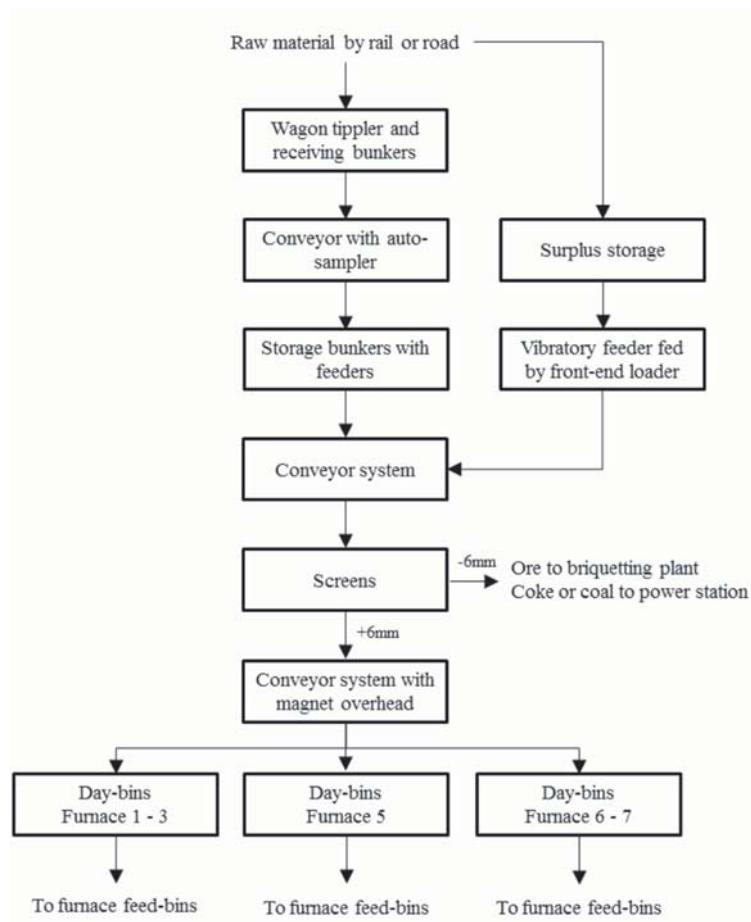 Raw material by rail or road
Wagon tippler and
receiving bunkers
Conveyor with auto-
sampler
Surplus storage
Storage bunkers with
feeders
Vibratory feeder fed
by front-end loader
Conveyor system
Screens
-6mm
Ore to briquetting plant
Coke or coal to power station
+6mm
Conveyor system with
magnet overhead
Day-bins
Furnace 1 - 3
Day-bins
Furnace 5
Day-bins
Furnace 6 - 7
To furnace feed-bins
To furnace feed-bins
To furnace feed-bins